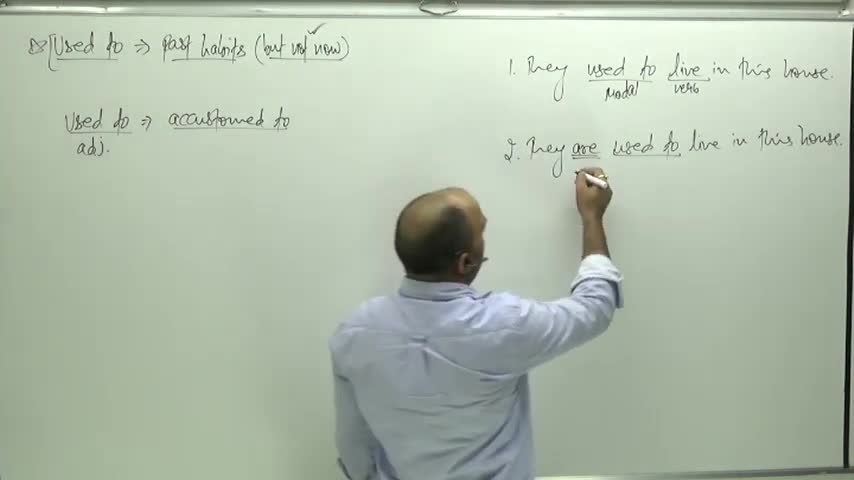 Used to ⇒ past habits (but not now)
used to ⇒ accustomed to
adj.
1. They used to live in this house.
modal verb
2. They are used to live in this house.